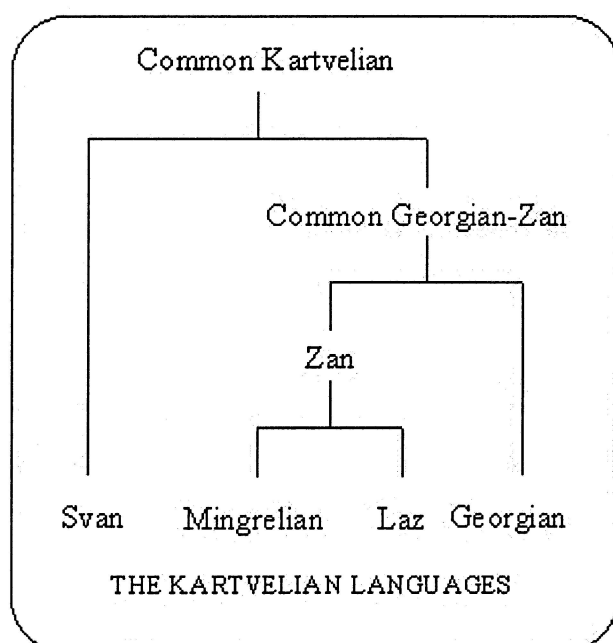 Common Kartvelian
Common Georgian-Zan
Zan
Svan Mingrelian Laz Georgian
THE KARTVELIAN LANGUAGES